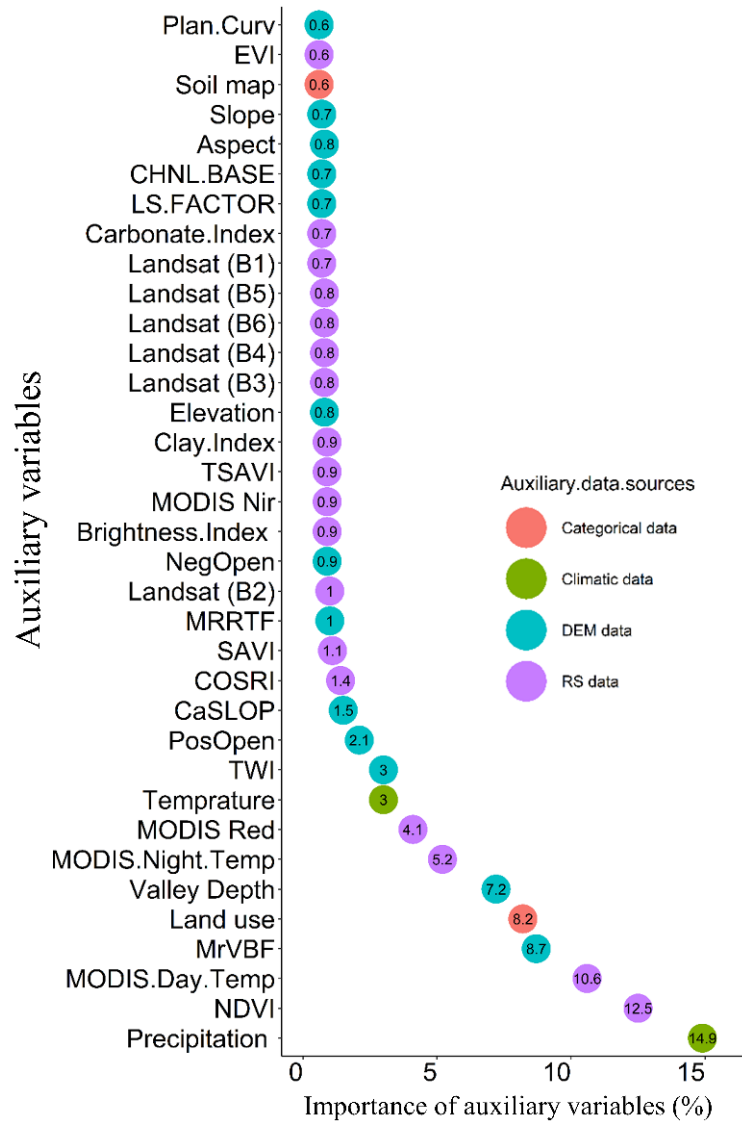 Auxiliary variables
Plan.Curv 0.6
EVI 0.6
Soil map 0.6
Slope 0.7
Aspect 0.8
CHNL.BASE 0.7
LS.FACTOR 0.7
Carbonate.Index 0.7
Landsat (B1) 0.7
Landsat (B5) 0.8
Landsat (B6) 0.8
Landsat (B4) 0.8
Landsat (B3) 0.8
Elevation 0.8
Clay.Index 0.9
TSAVI 0.9
MODIS Nir 0.9
Brightness.Index 0.9
NegOpen 0.9
Landsat (B2) 1
MRRTF 1
SAVI 1.1
COSRI 1.4
CaSLOP 1.5
PosOpen 2.1
TWI 3
Temprature 3
MODIS Red 4.1
MODIS.Night.Temp 5.2
Valley Depth 7.2
Land use 8.2
MrVBF 8.7
MODIS.Day.Temp 10.6
NDVI 12.5
Precipitation 14.9
0 5 10 15
Importance of auxiliary variables (%)
Auxiliary.data.sources
Categorical data
Climatic data
DEM data
RS data